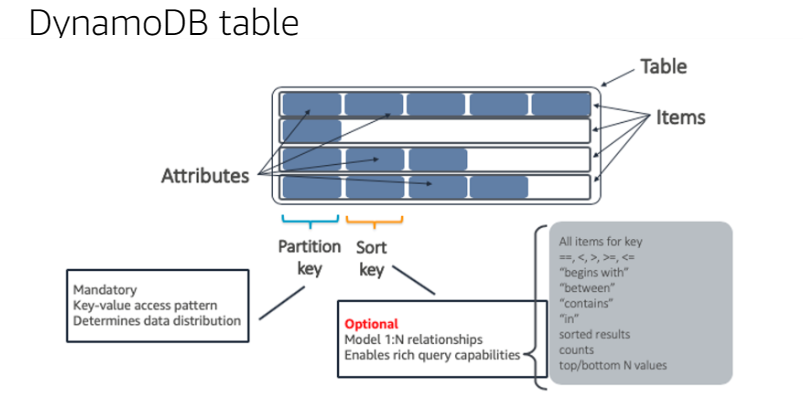 DynamoDB table
Table
Items
Attributes
Partition
key
Sort
key
Mandatory
Key-value access pattern
Determines data distribution
Optional
Model 1:N relationships
Enables rich query capabilities
All items for key
==, <, >, >=, <=
“begins with”
“between”
“contains”
“in”
sorted results
counts
top/bottom N values